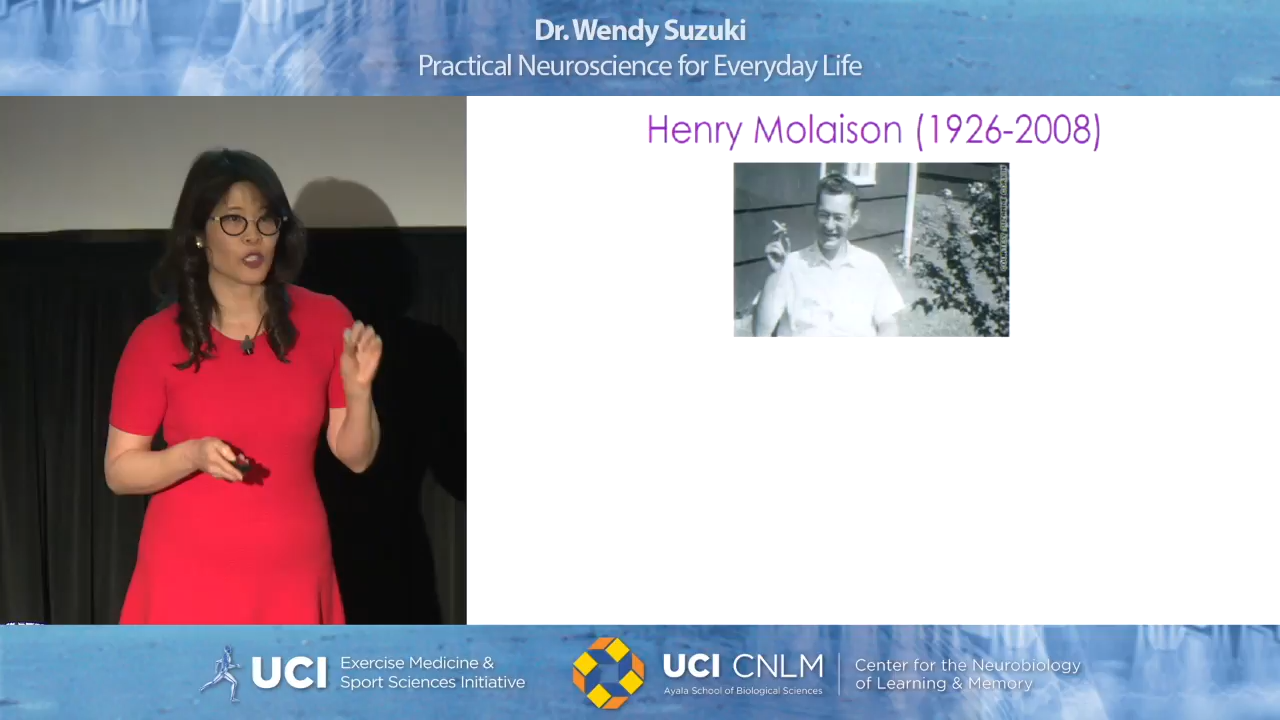 Dr. Wendy Suzuki
Practical Neuroscience for Everyday Life
Henry Molaison (1926-2008)
UCI
Exercise Medicine &
Sport Sciences Initiative
UCI CNLM
Ayala School of Biological Sciences
Center for the Neurobiology
of Learning & Memory